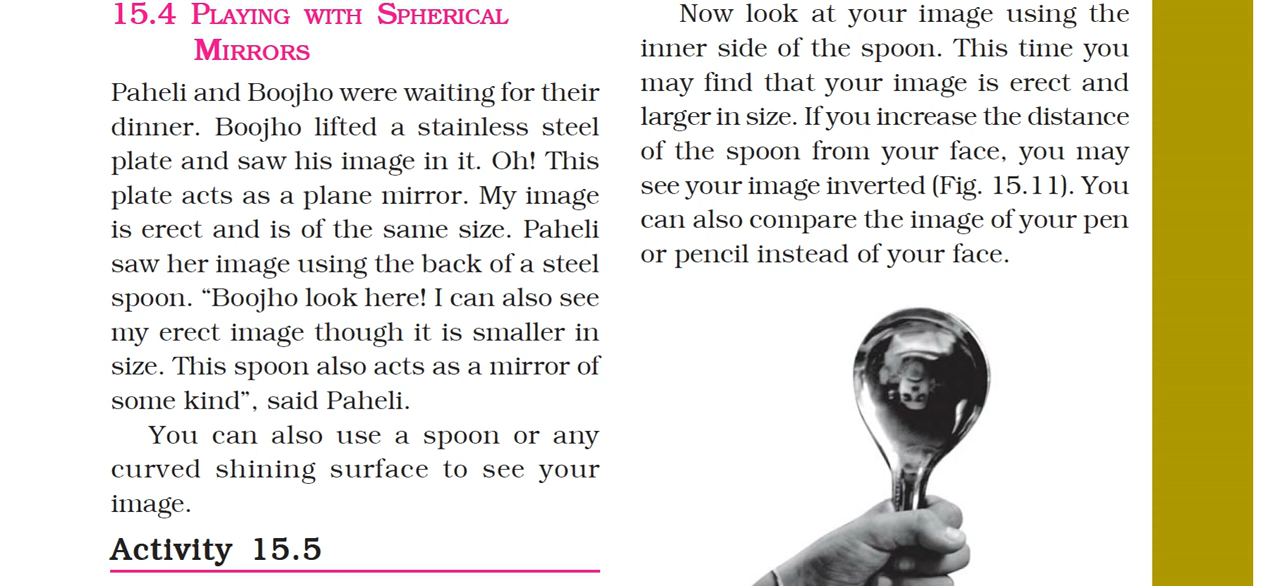 15.4 Playing with Spherical
Mirrors
Paheli and Boojho were waiting for their
dinner. Boojho lifted a stainless steel
plate and saw his image in it. Oh! This
plate acts as a plane mirror. My image
is erect and is of the same size. Paheli
saw her image using the back of a steel
spoon. “Boojho look here! I can also see
my erect image though it is smaller in
size. This spoon also acts as a mirror of
some kind”, said Paheli.
You can also use a spoon or any
curved shining surface to see your
image.
Activity 15.5
Now look at your image using the
inner side of the spoon. This time you
may find that your image is erect and
larger in size. If you increase the distance
of the spoon from your face, you may
see your image inverted (Fig. 15.11). You
can also compare the image of your pen
or pencil instead of your face.